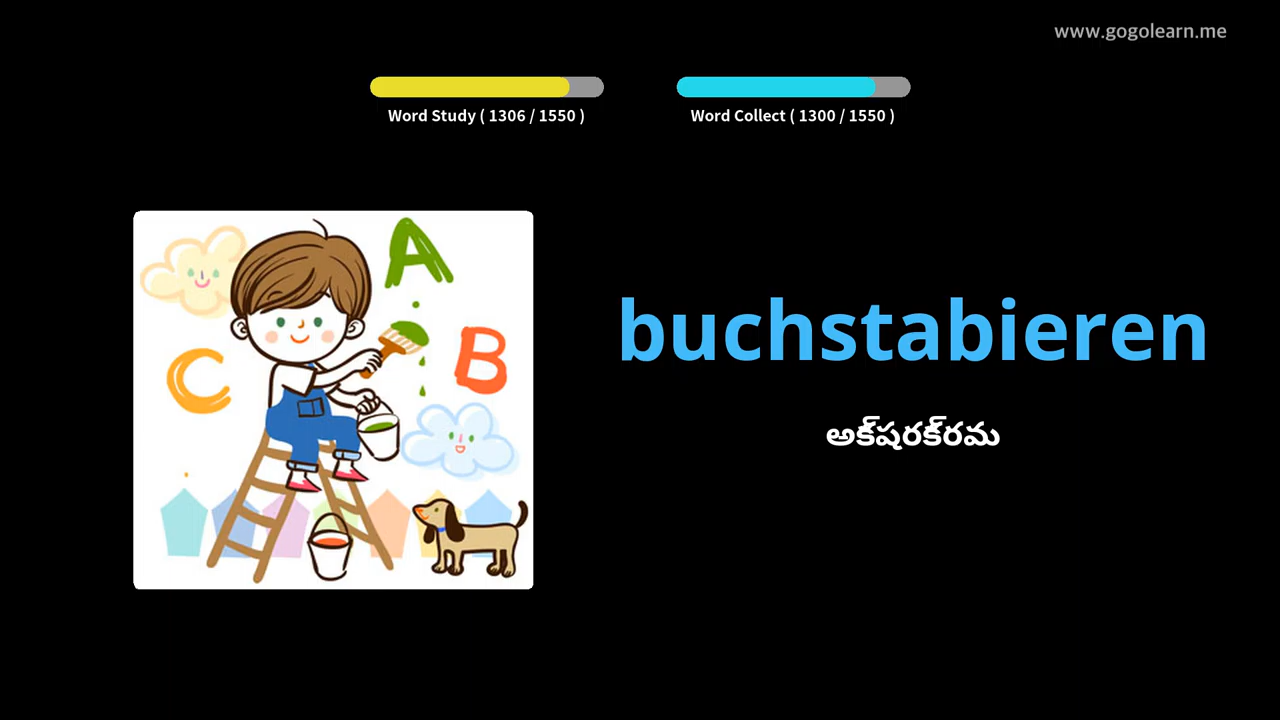 www.gogolearn.me
Word Study ( 1306 / 1550 )
Word Collect ( 1300 / 1550 )
A
B
C
buchstabieren
అక్‌షరక్‌రమ